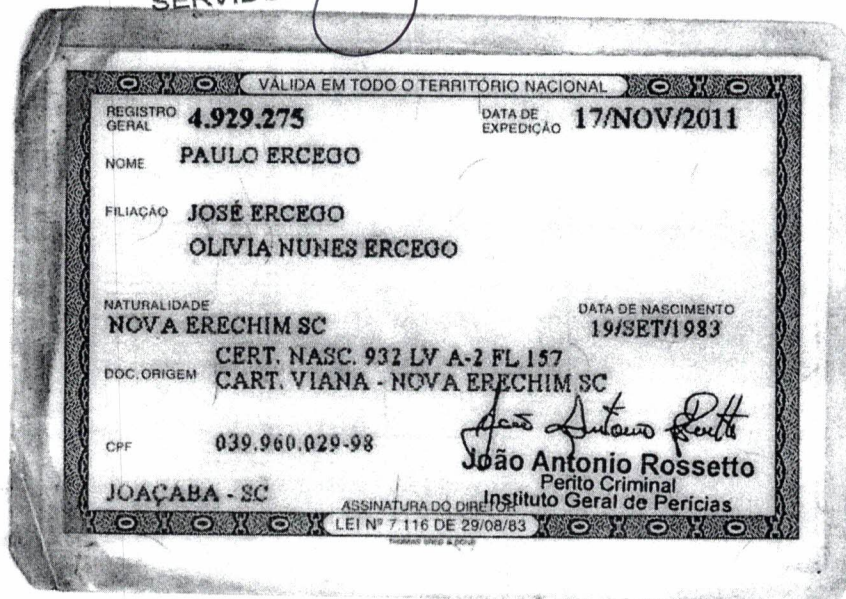 VÁLIDA EM TODO O TERRITÓRIO NACIONAL
REGISTRO GERAL 4.929.275 DATA DE EXPEDIÇÃO 17/NOV/2011
NOME PAULO ERCEGO
FILIAÇÃO JOSÉ ERCEGO
OLIVIA NUNES ERCEGO
NATURALIDADE DATA DE NASCIMENTO
NOVA ERECHIM SC 19/SET/1983
DOC. ORIGEM CERT. NASC. 932 LV A-2 FL 157
CART. VIANA - NOVA ERECHIM SC
CPF 039.960.029-98
João Antonio Rossetto
Perito Criminal
JOAÇABA - SC Instituto Geral de Perícias
ASSINATURA DO DIRETOR
LEI Nº 7.116 DE 29/08/83